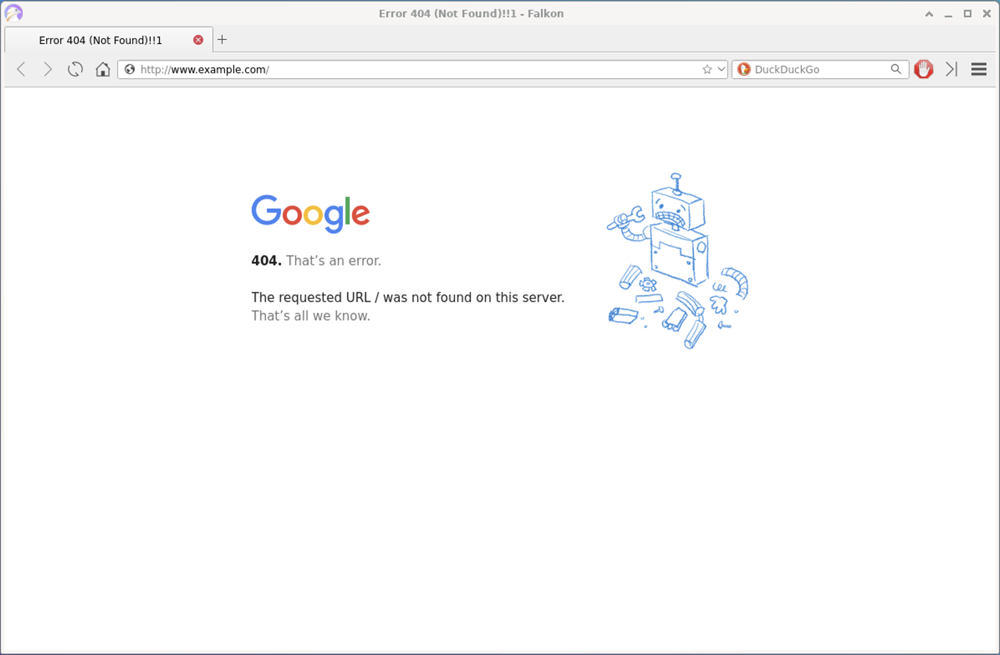 Error 404 (Not Found)!!1 - Falkon
Error 404 (Not Found)!!1
http://www.example.com/
DuckDuckGo
Google
404. That’s an error.
The requested URL / was not found on this server.
That’s all we know.